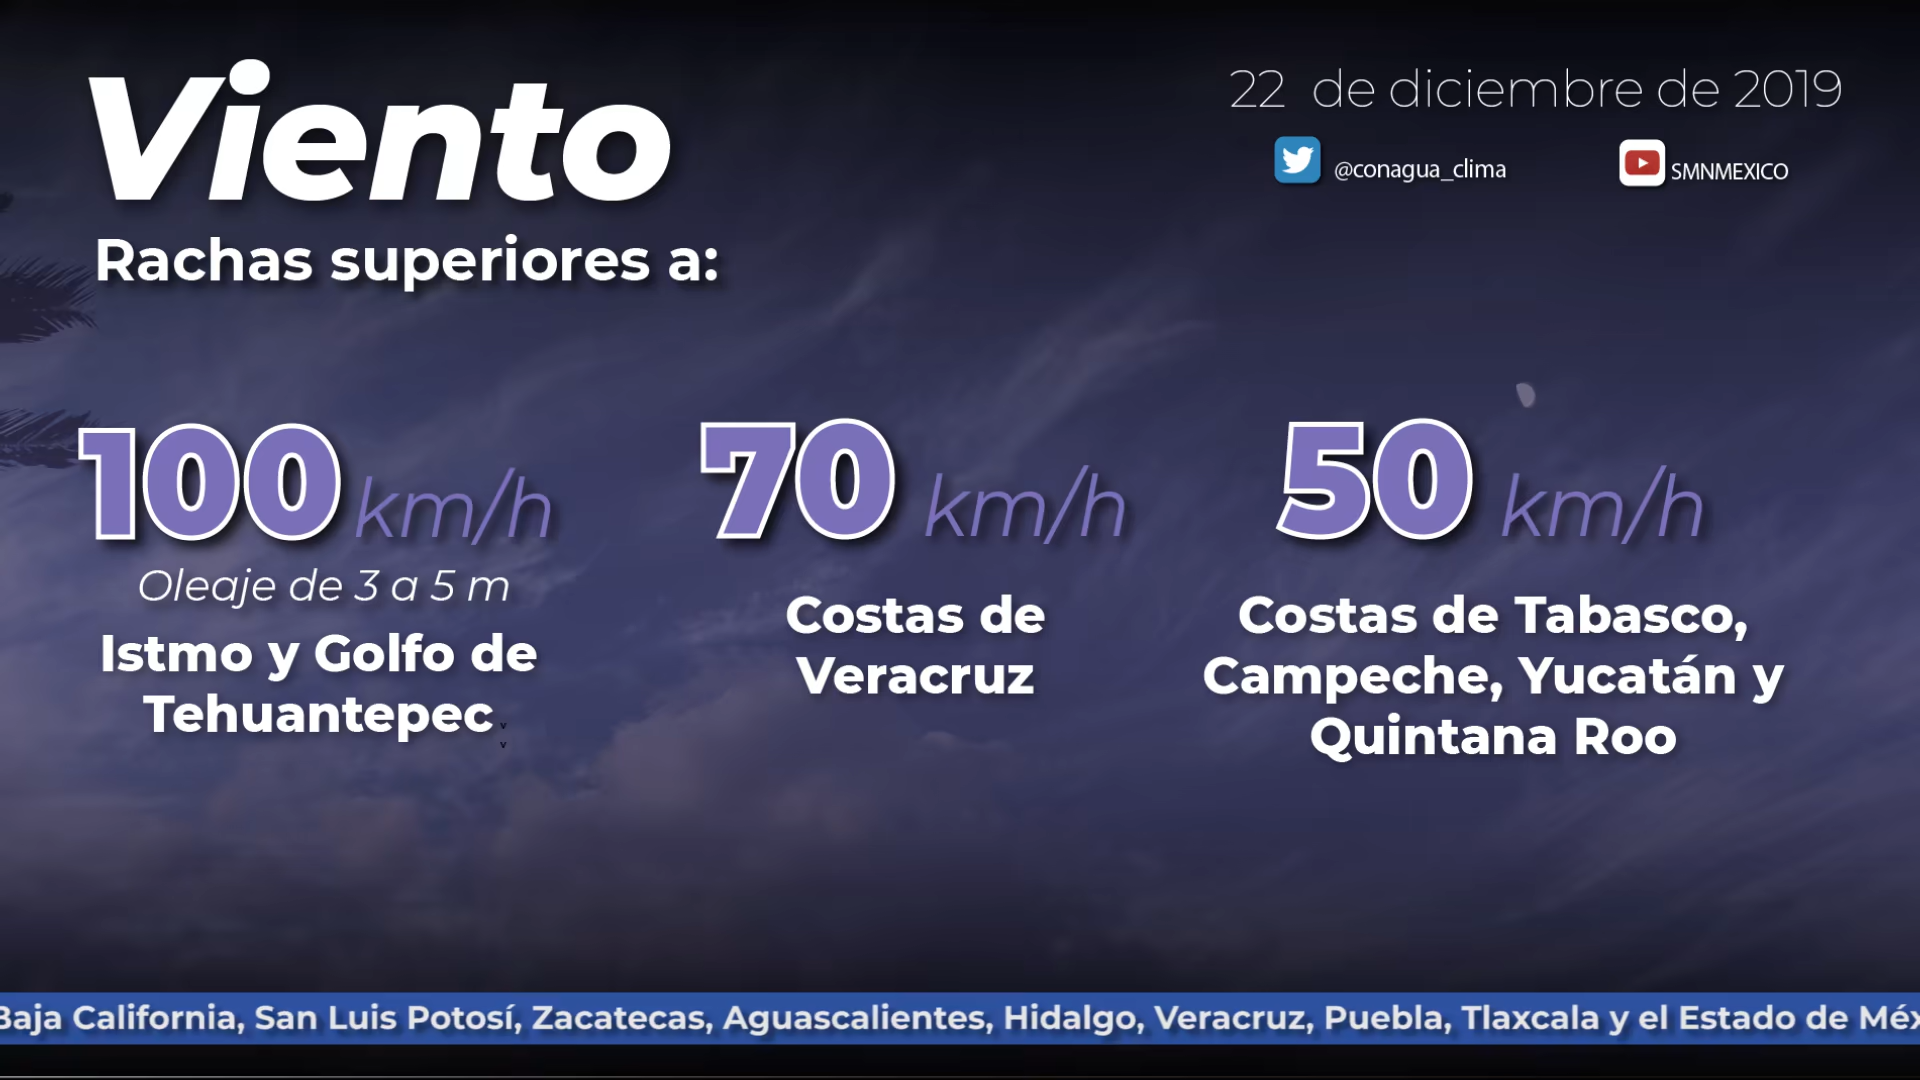 Viento
Rachas superiores a:
22 de diciembre de 2019
@conagua_clima
SMNMEXICO
100 km/h
Oleaje de 3 a 5 m
Istmo y Golfo de
Tehuantepec
70 km/h
Costas de
Veracruz
50 km/h
Costas de Tabasco,
Campeche, Yucatán y
Quintana Roo
Baja California, San Luis Potosí, Zacatecas, Aguascalientes, Hidalgo, Veracruz, Puebla, Tlaxcala y el Estado de Méx